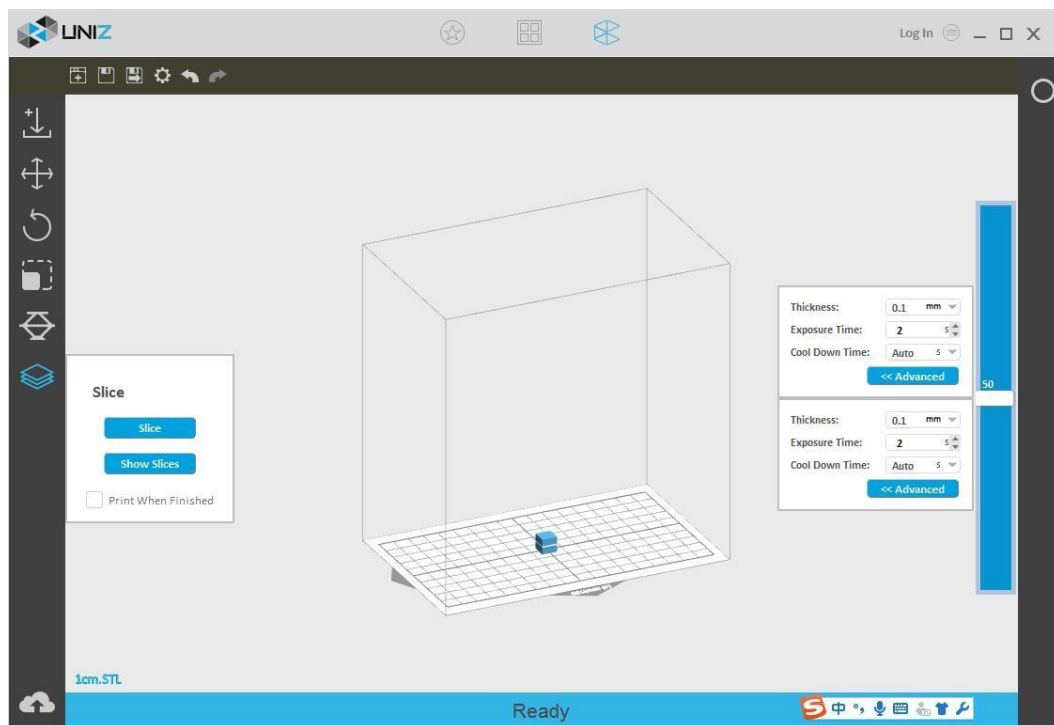 UNIZ
Log In
Thickness: 0.1 mm
Exposure Time: 2 s
Cool Down Time: Auto s
<< Advanced
50
Thickness: 0.1 mm
Exposure Time: 2 s
Cool Down Time: Auto s
<< Advanced
Slice
Slice
Show Slices
Print When Finished
1cm.STL
Ready
中